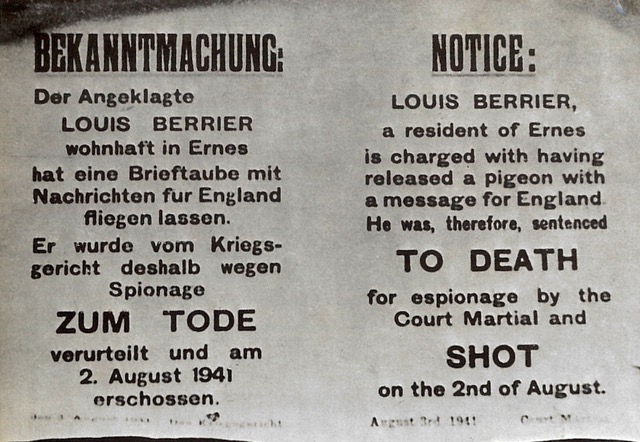 BEKANNTMACHUNG:
Der Angeklagte
LOUIS BERRIER
wohnhaft in Ernes
hat eine Brieftaube mit
Nachrichten fur England
fliegen lassen.
Er wurde vom Kriegs-
gericht deshalb wegen
Spionage
ZUM TODE
verurteilt und am
2. August 1941
erschossen.
NOTICE:
LOUIS BERRIER,
a resident of Ernes
is charged with having
released a pigeon with
a message for England.
He was, therefore, sentenced
TO DEATH
for espionage by the
Court Martial and
SHOT
on the 2nd of August.
August 3rd 1941 Court